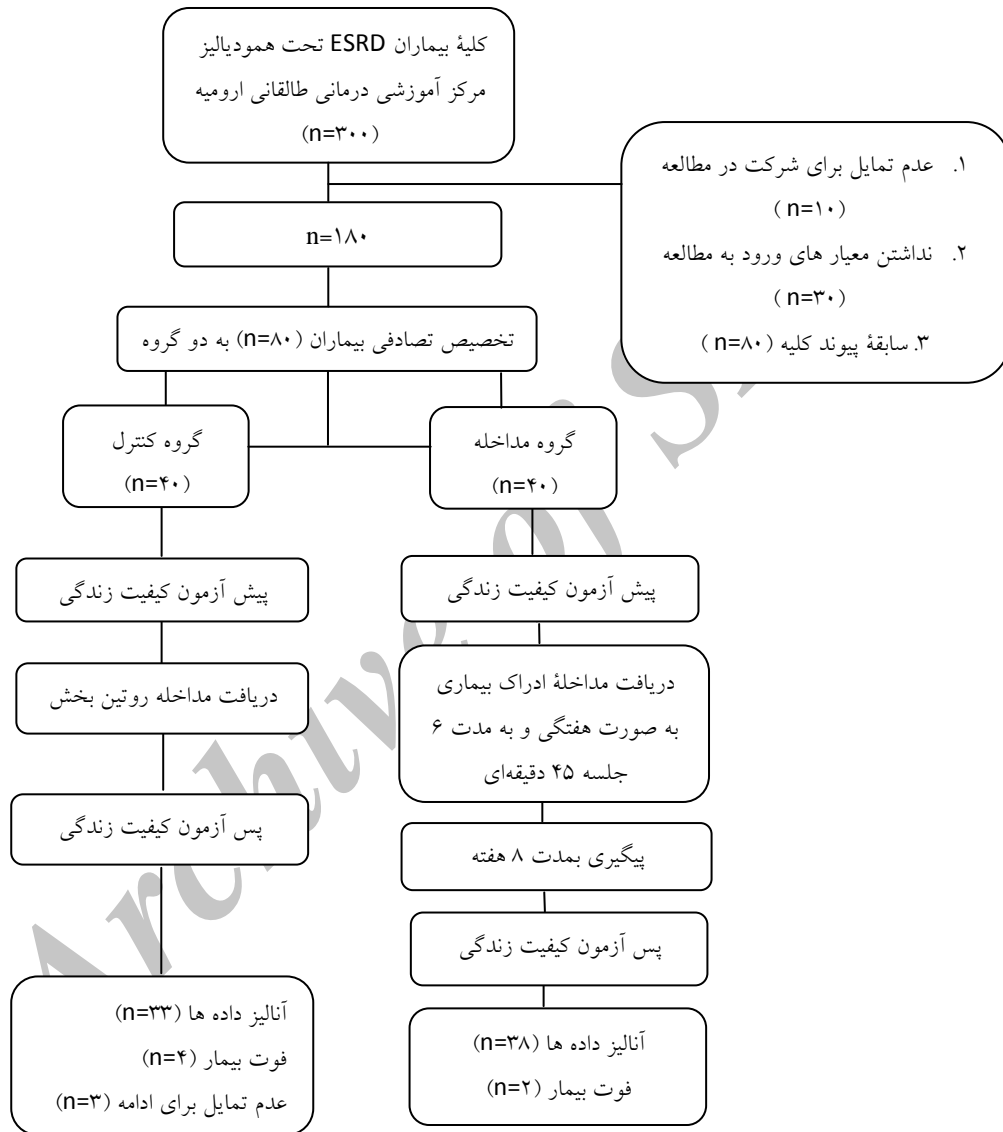 کلیهٔ بیماران ESRD تحت همودیالیز
مرکز آموزشی درمانی طالقانی ارومیه
(n=۳۰۰)
۱. عدم تمایل برای شرکت در مطالعه
( n=۱۰)
۲. نداشتن معیار های ورود به مطالعه
( n=۳۰)
۳. سابقهٔ پیوند کلیه (n=۸۰ )
n=۱۸۰
تخصیص تصادفی بیماران (n=۸۰) به دو گروه
گروه مداخله
(n=۴۰)
گروه کنترل
(n=۴۰)
پیش آزمون کیفیت زندگی
پیش آزمون کیفیت زندگی
دریافت مداخلهٔ ادراک بیماری
به صورت هفتگی و به مدت ۶
جلسه ۴۵ دقیقه‌ای
دریافت مداخله روتین بخش
پیگیری بمدت ۸ هفته
پس آزمون کیفیت زندگی
پس آزمون کیفیت زندگی
آنالیز داده ها (n=۳۸)
فوت بیمار (n=۲)
آنالیز داده ها (n=۳۳)
فوت بیمار (n=۴)
عدم تمایل برای ادامه (n=۳)
Archive of S